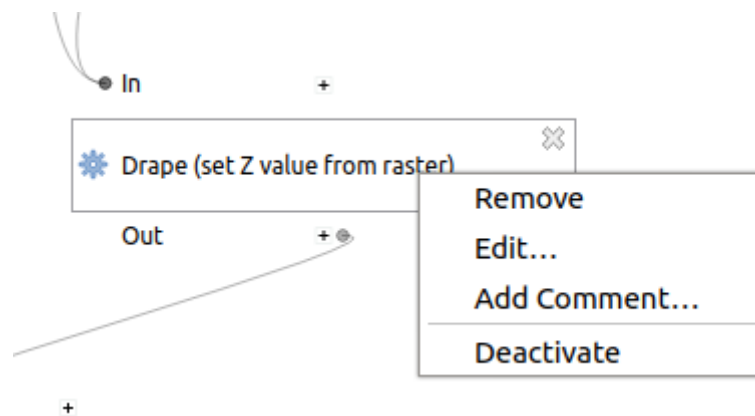 In
+
Drape (set Z value from raster)
Remove
Out
+
Edit…
Add Comment…
Deactivate
+